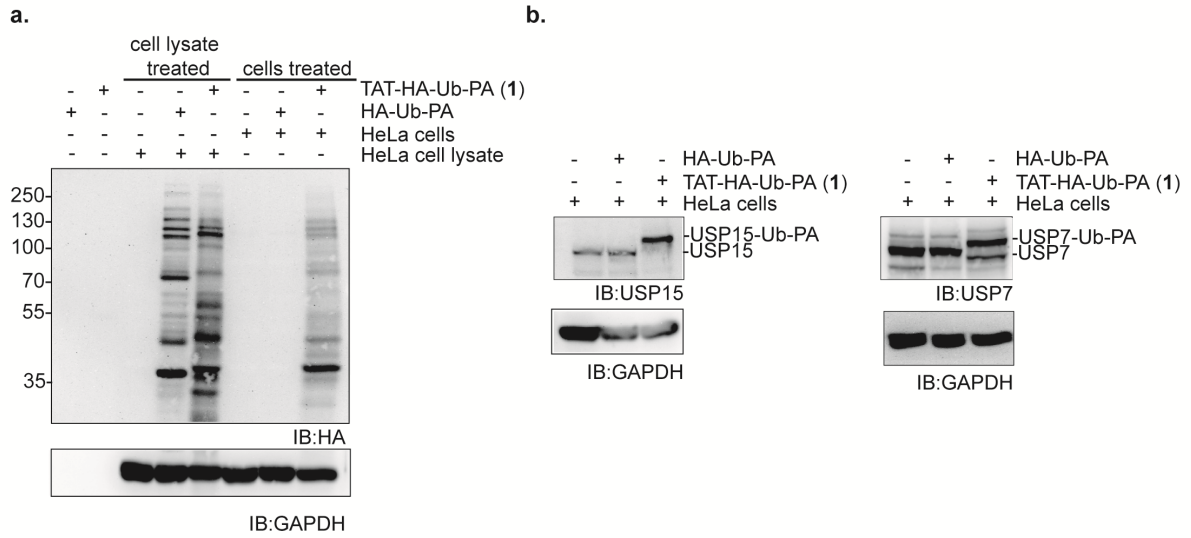 a.
cell lysate
treated
cells treated
- + - - + - - + TAT-HA-Ub-PA (1)
+ - - + - - + - HA-Ub-PA
- - - - - + + + HeLa cells
- - + + + - - - HeLa cell lysate
250
130
100
70
55
35
IB:HA
IB:GAPDH
b.
- + - HA-Ub-PA
- - + TAT-HA-Ub-PA (1)
+ + + HeLa cells
-USP15-Ub-PA
-USP15
IB:USP15
IB:GAPDH
- + - HA-Ub-PA
- - + TAT-HA-Ub-PA (1)
+ + + HeLa cells
-USP7-Ub-PA
-USP7
IB:USP7
IB:GAPDH